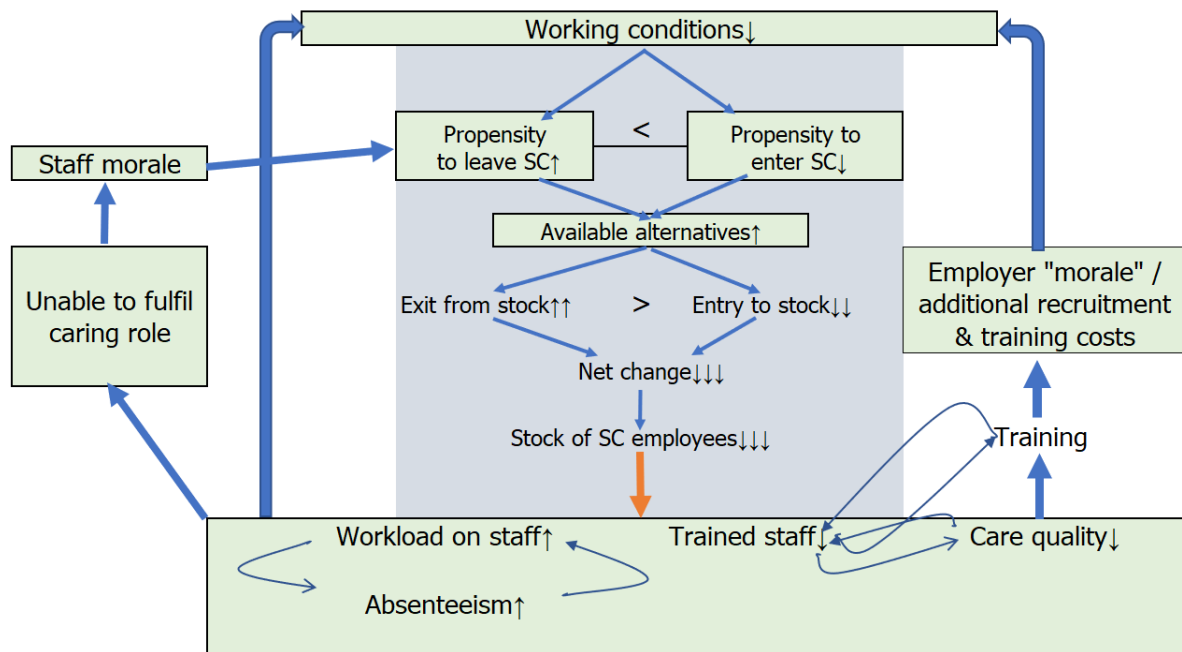 Working conditions↓
Propensity
to leave SC↑
<
Propensity to
enter SC↓
Staff morale
Available alternatives↑
Unable to fulfil
caring role
Exit from stock↑↑
>
Entry to stock↓↓
Employer "morale" /
additional recruitment
& training costs
Net change↓↓↓
Stock of SC employees↓↓↓
Training
Workload on staff↑
Trained staff↓
Care quality↓
Absenteeism↑